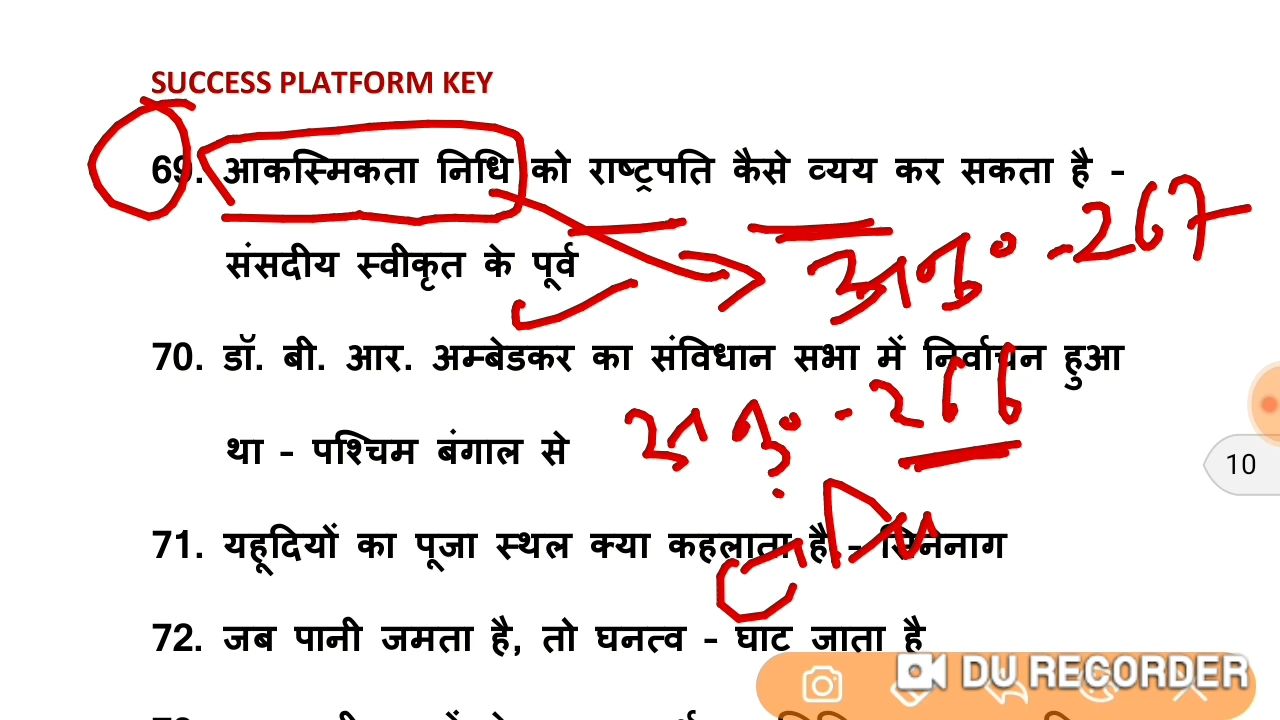 SUCCESS PLATFORM KEY
69. आकस्मिकता निधि को राष्ट्रपति कैसे व्यय कर सकता है –
संसदीय स्वीकृत के पूर्व
अनु० - 267
70. डॉ. बी. आर. अम्बेडकर का संविधान सभा में निर्वाचन हुआ
था – पश्चिम बंगाल से
अनु० - 266
71. यहूदियों का पूजा स्थल क्या कहलाता है – सिनेनाग
72. जब पानी जमता है, तो घनत्व – घाट जाता है
10
DU RECORDER